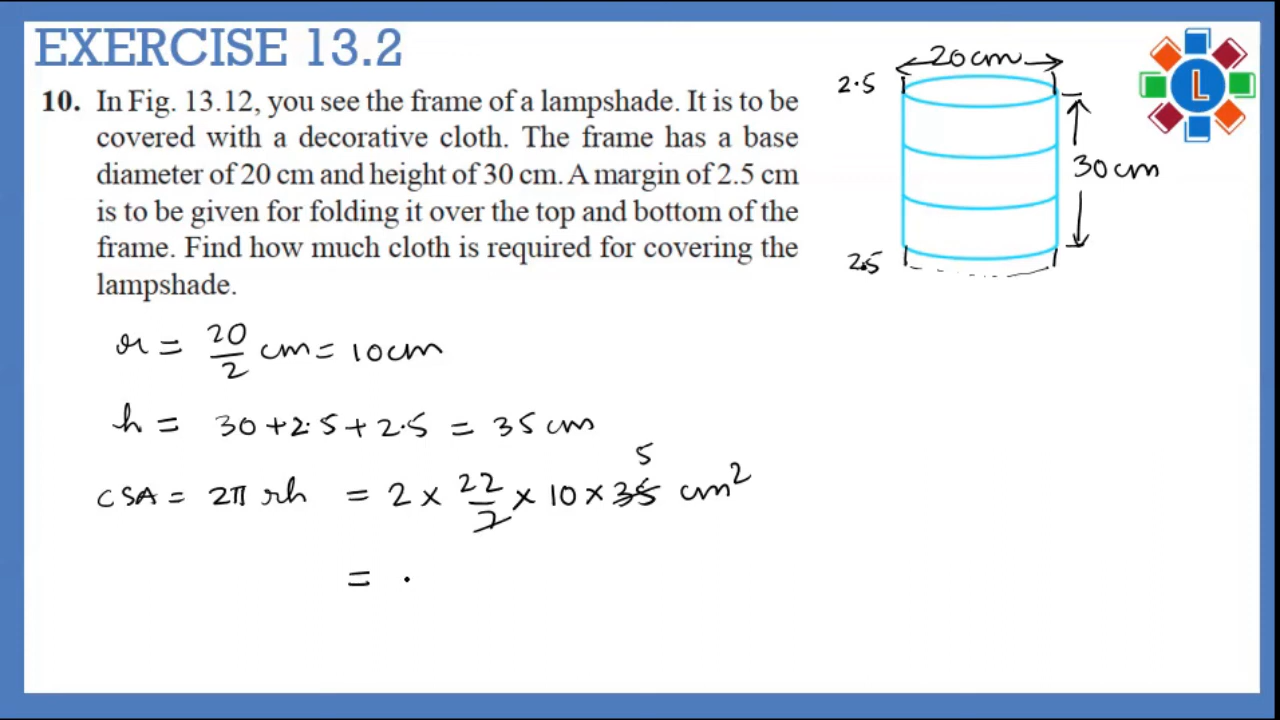 EXERCISE 13.2
10. In Fig. 13.12, you see the frame of a lampshade. It is to be
covered with a decorative cloth. The frame has a base
diameter of 20 cm and height of 30 cm. A margin of 2.5 cm
is to be given for folding it over the top and bottom of the
frame. Find how much cloth is required for covering the
lampshade.
20cm
2.5
30cm
2.5
L
r = 20/2 cm = 10cm
h = 30+2.5+2.5 = 35cm
5
CSA = 2π rh = 2 × 22/7 × 10 × 35 cm²
= .